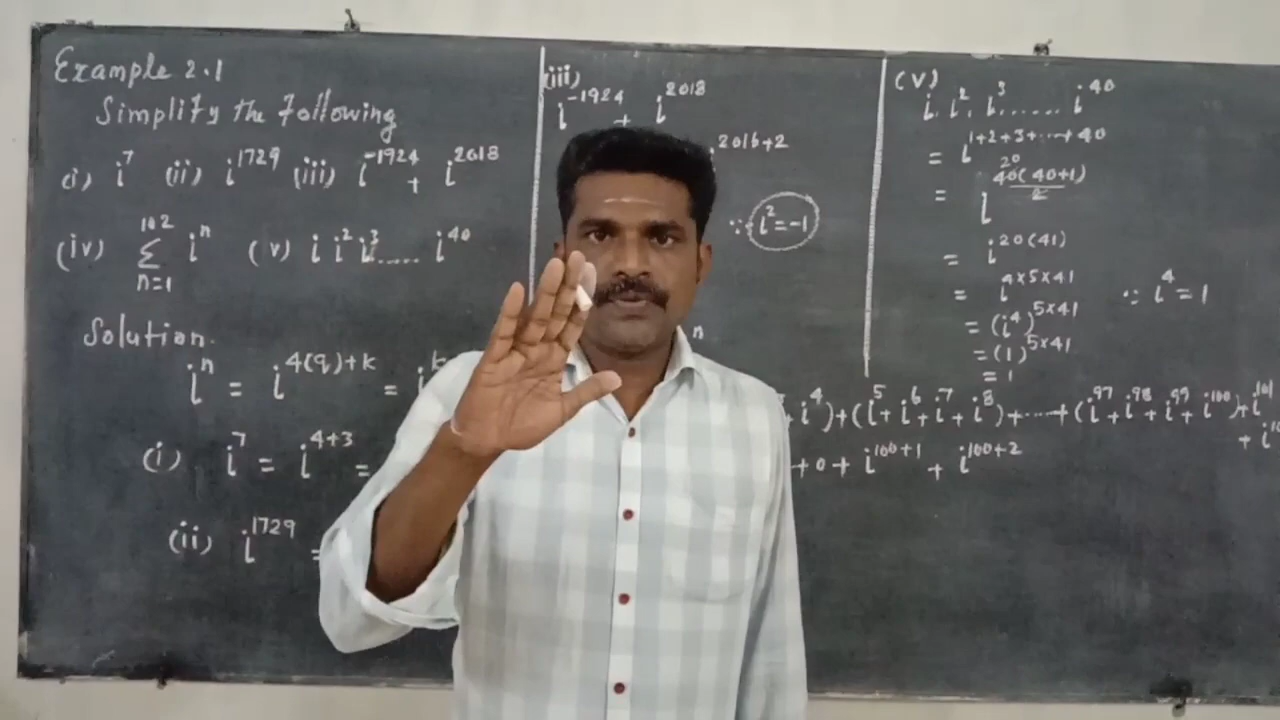 Example 2.1
Simplify the following
(i) i^7 (ii) i^1729 (iii) i^-1924 + i^2018
(iv) Σ_{n=1}^{102} i^n (v) i i^2 i^3 ..... i^40
Solution.
i^n = i^{4(q)+k} = i^k
(i) i^7 = i^{4+3} =
(ii) i^1729 =
(iii)
i^-1924 + i^2018
2016+2
∵ i^2 = -1
n
(v)
i. i^2. i^3 ...... i^40
= i^{1+2+3+....+40}
= i^{40(40+1)/2} 20
= i^{20(41)}
= i^{4×5×41} ∵ i^4 = 1
= (i^4)^{5×41}
= (1)^{5×41}
= 1
+ i^4) + (i^5 + i^6 + i^7 + i^8) + ..... + (i^97 + i^98 + i^99 + i^100) + i^101
+ i^10
+ 0 + i^{100+1} + i^{100+2}